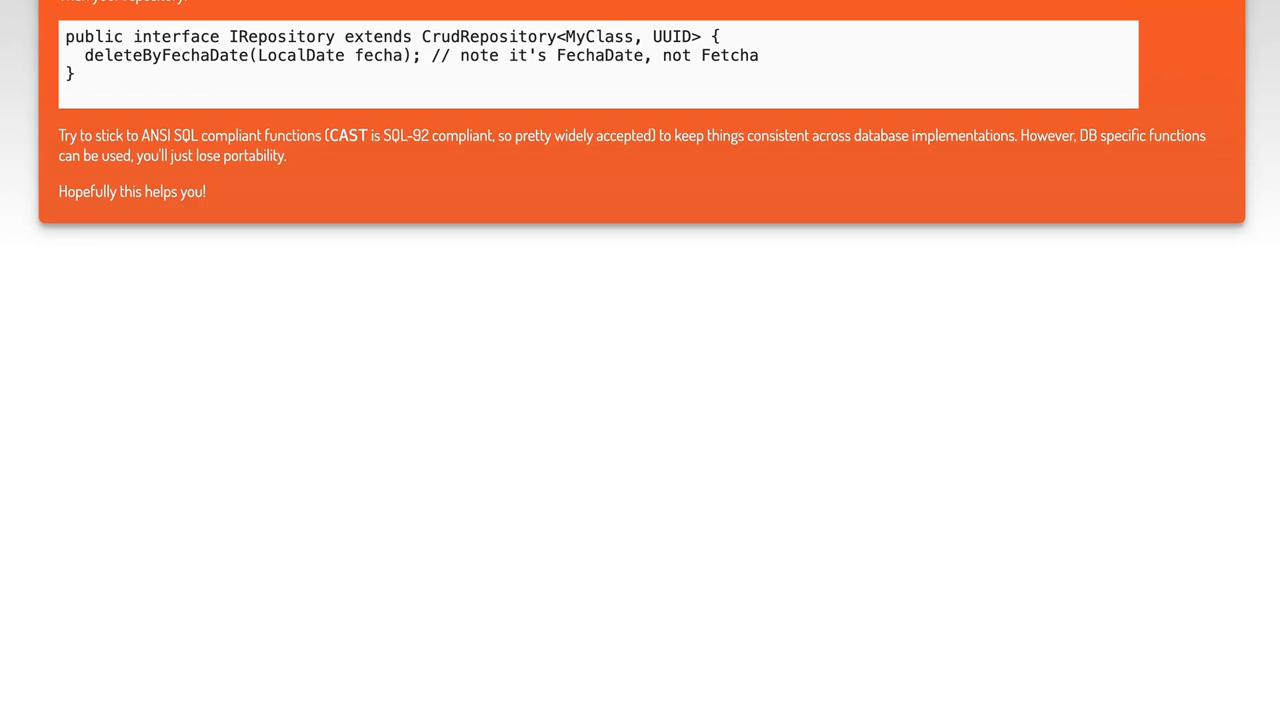 public interface IRepository extends CrudRepository<MyClass, UUID> {
  deleteByFechaDate(LocalDate fecha); // note it's FechaDate, not Fetcha
}
Try to stick to ANSI SQL compliant functions (CAST is SQL-92 compliant, so pretty widely accepted) to keep things consistent across database implementations. However, DB specific functions
can be used, you'll just lose portability.
Hopefully this helps you!